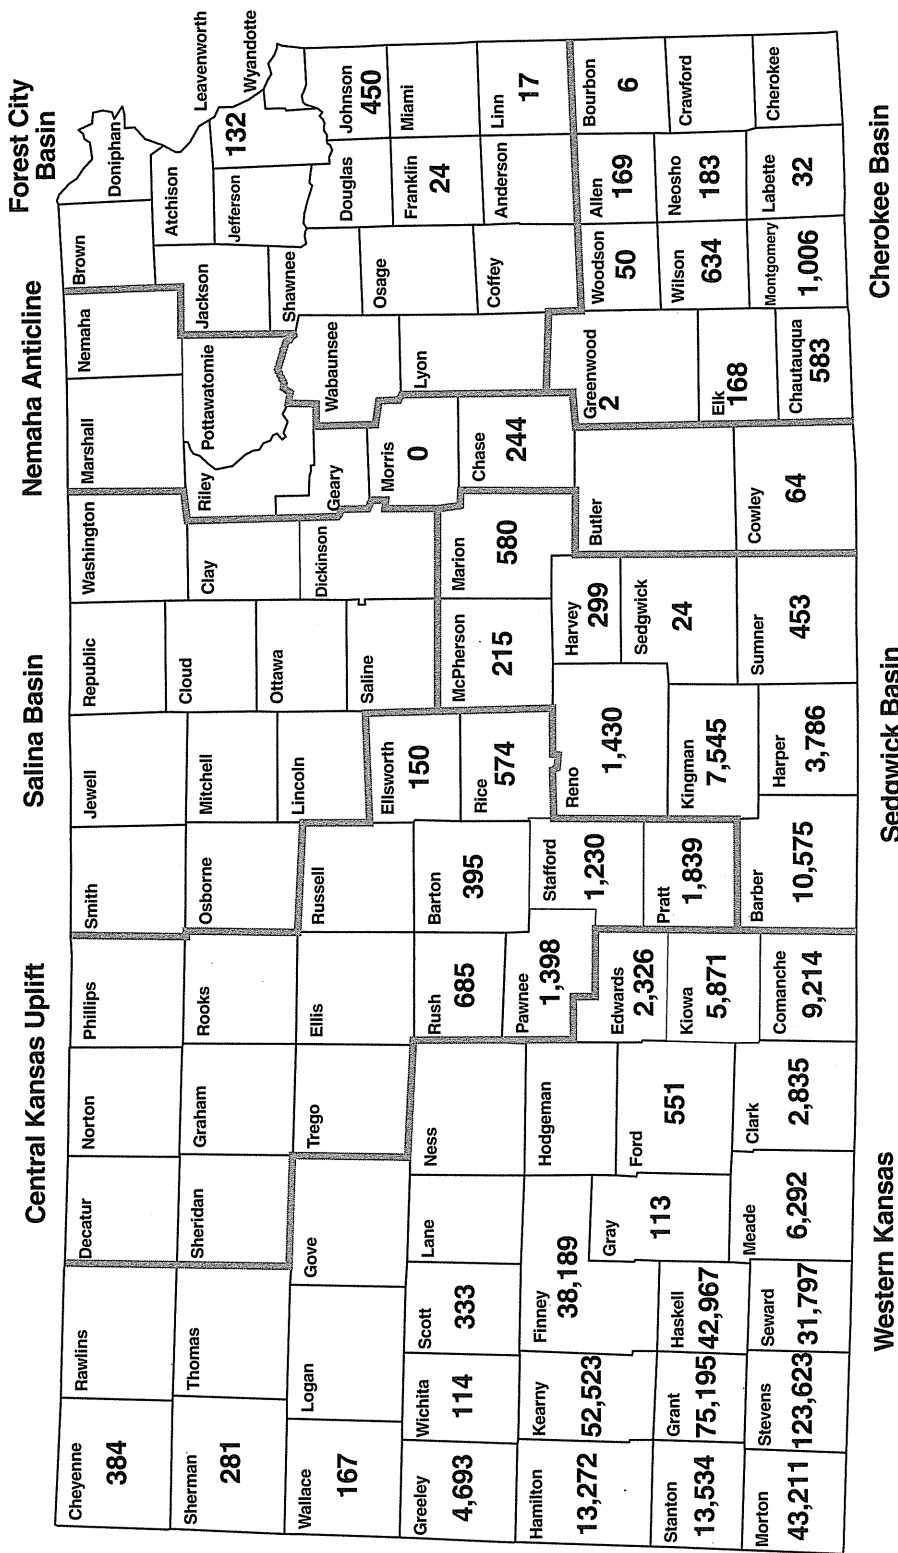 Central Kansas Uplift
Salina Basin
Nemaha Anticline
Forest City
Basin
Cheyenne
384
Rawlins
Decatur
Norton
Phillips
Smith
Jewell
Republic
Washington
Marshall
Nemaha
Brown
Doniphan
Sherman
281
Thomas
Sheridan
Graham
Rooks
Osborne
Mitchell
Cloud
Clay
Riley
Pottawatomie
Jackson
Atchison
Jefferson
Leavenworth
132
Wyandotte
Wallace
167
Logan
Gove
Trego
Ellis
Russell
Lincoln
Ottawa
Saline
Dickinson
Geary
Wabaunsee
Shawnee
Douglas
Johnson
450
Greeley
4,693
Wichita
114
Scott
333
Lane
Ness
Rush
685
Barton
395
Ellsworth
150
Rice
574
McPherson
215
Marion
580
Morris
0
Chase
244
Lyon
Osage
Coffey
Franklin
24
Anderson
Miami
Linn
17
Hamilton
13,272
Kearny
52,523
Finney
38,189
Gray
113
Hodgeman
Ford
551
Pawnee
1,398
Edwards
2,326
Stafford
1,230
Reno
1,430
Harvey
299
Sedgwick
24
Butler
Greenwood
2
Woodson
50
Allen
169
Bourbon
6
Stanton
13,534
Grant
75,195
Haskell
42,967
Kiowa
5,871
Pratt
1,839
Kingman
7,545
Elk
168
Wilson
634
Neosho
183
Crawford
Morton
43,211
Stevens
123,623
Seward
31,797
Meade
6,292
Clark
2,835
Comanche
9,214
Barber
10,575
Harper
3,786
Sumner
453
Cowley
64
Chautauqua
583
Montgomery
1,006
Labette
32
Cherokee
Western Kansas
Sedgwick Basin
Cherokee Basin